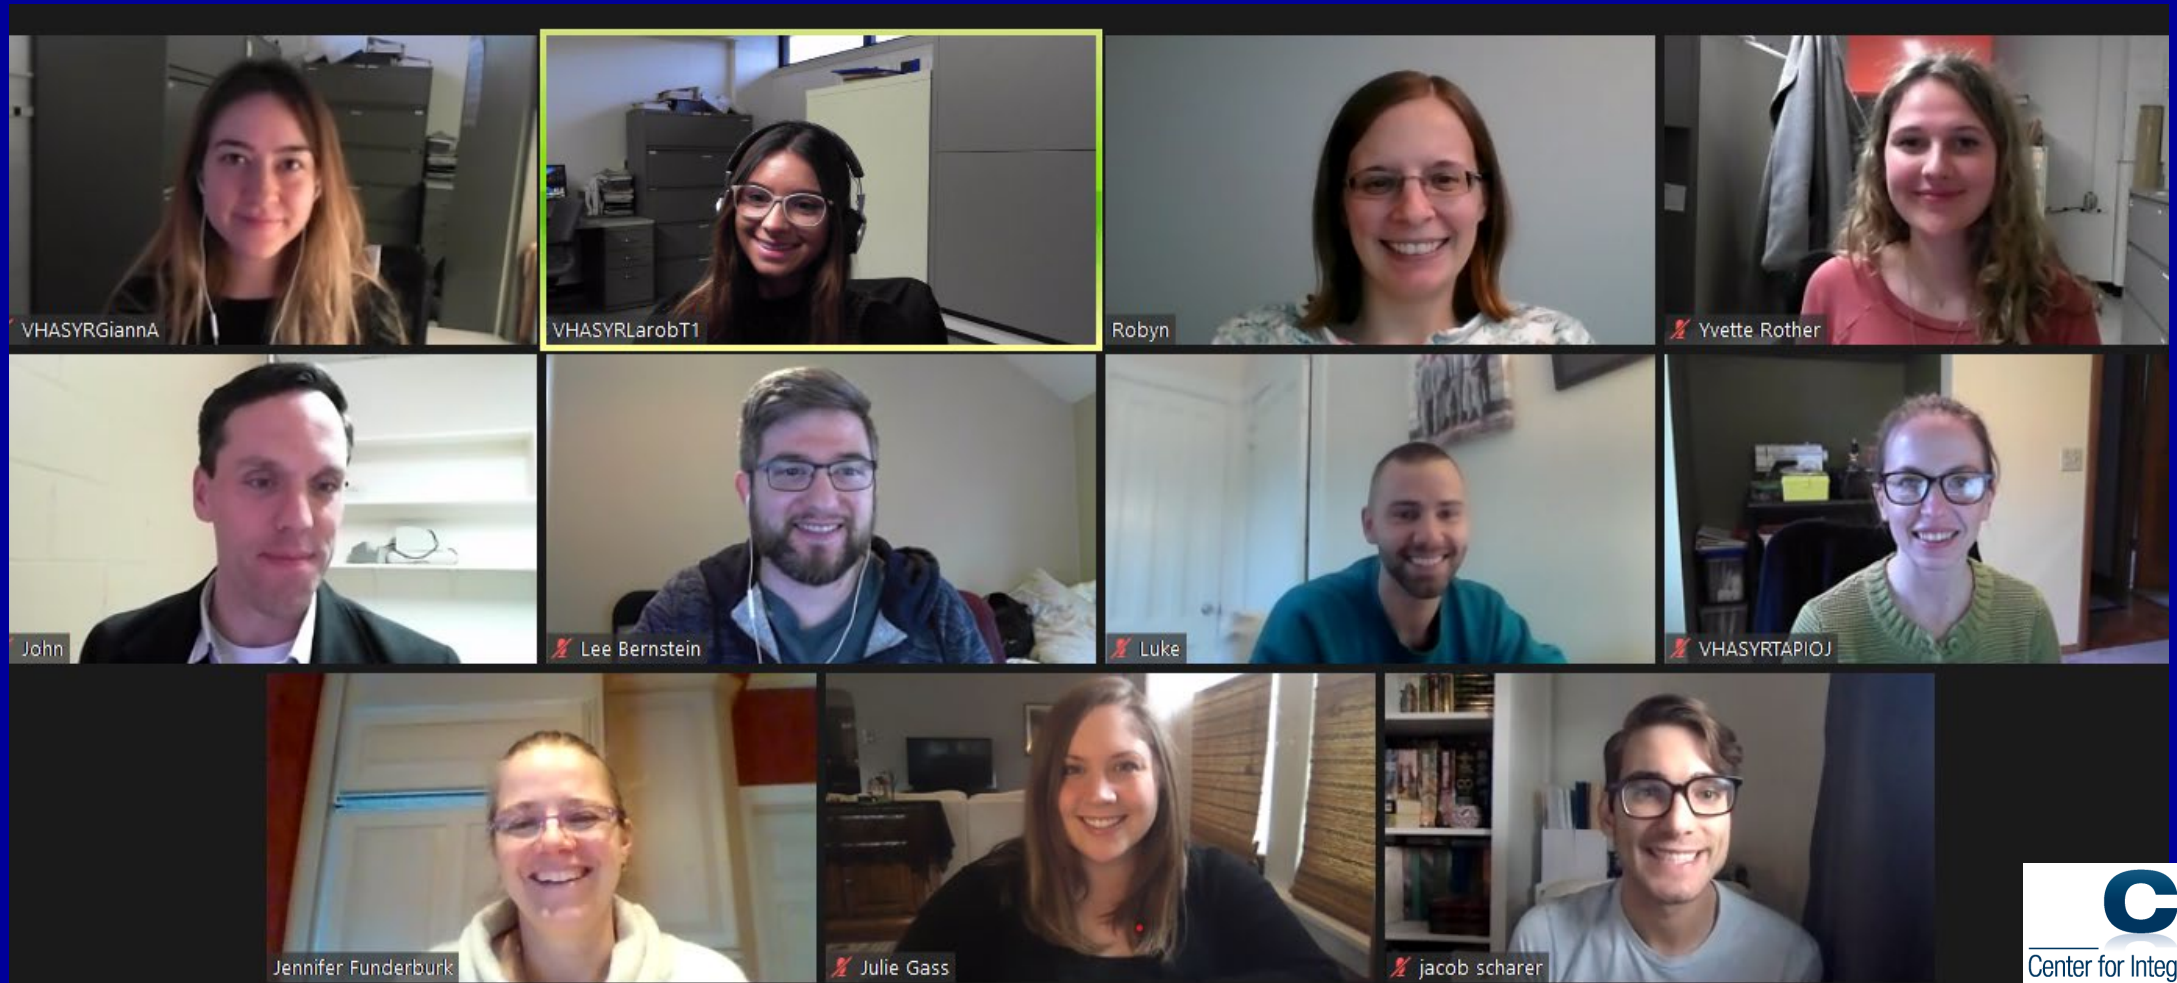 VHASYRGiannA
VHASYRLarobT1
Robyn
Yvette Rother
John
Lee Bernstein
Luke
VHASYRTAPIOJ
Jennifer Funderburk
Julie Gass
jacob scharer
C
Center for Integ